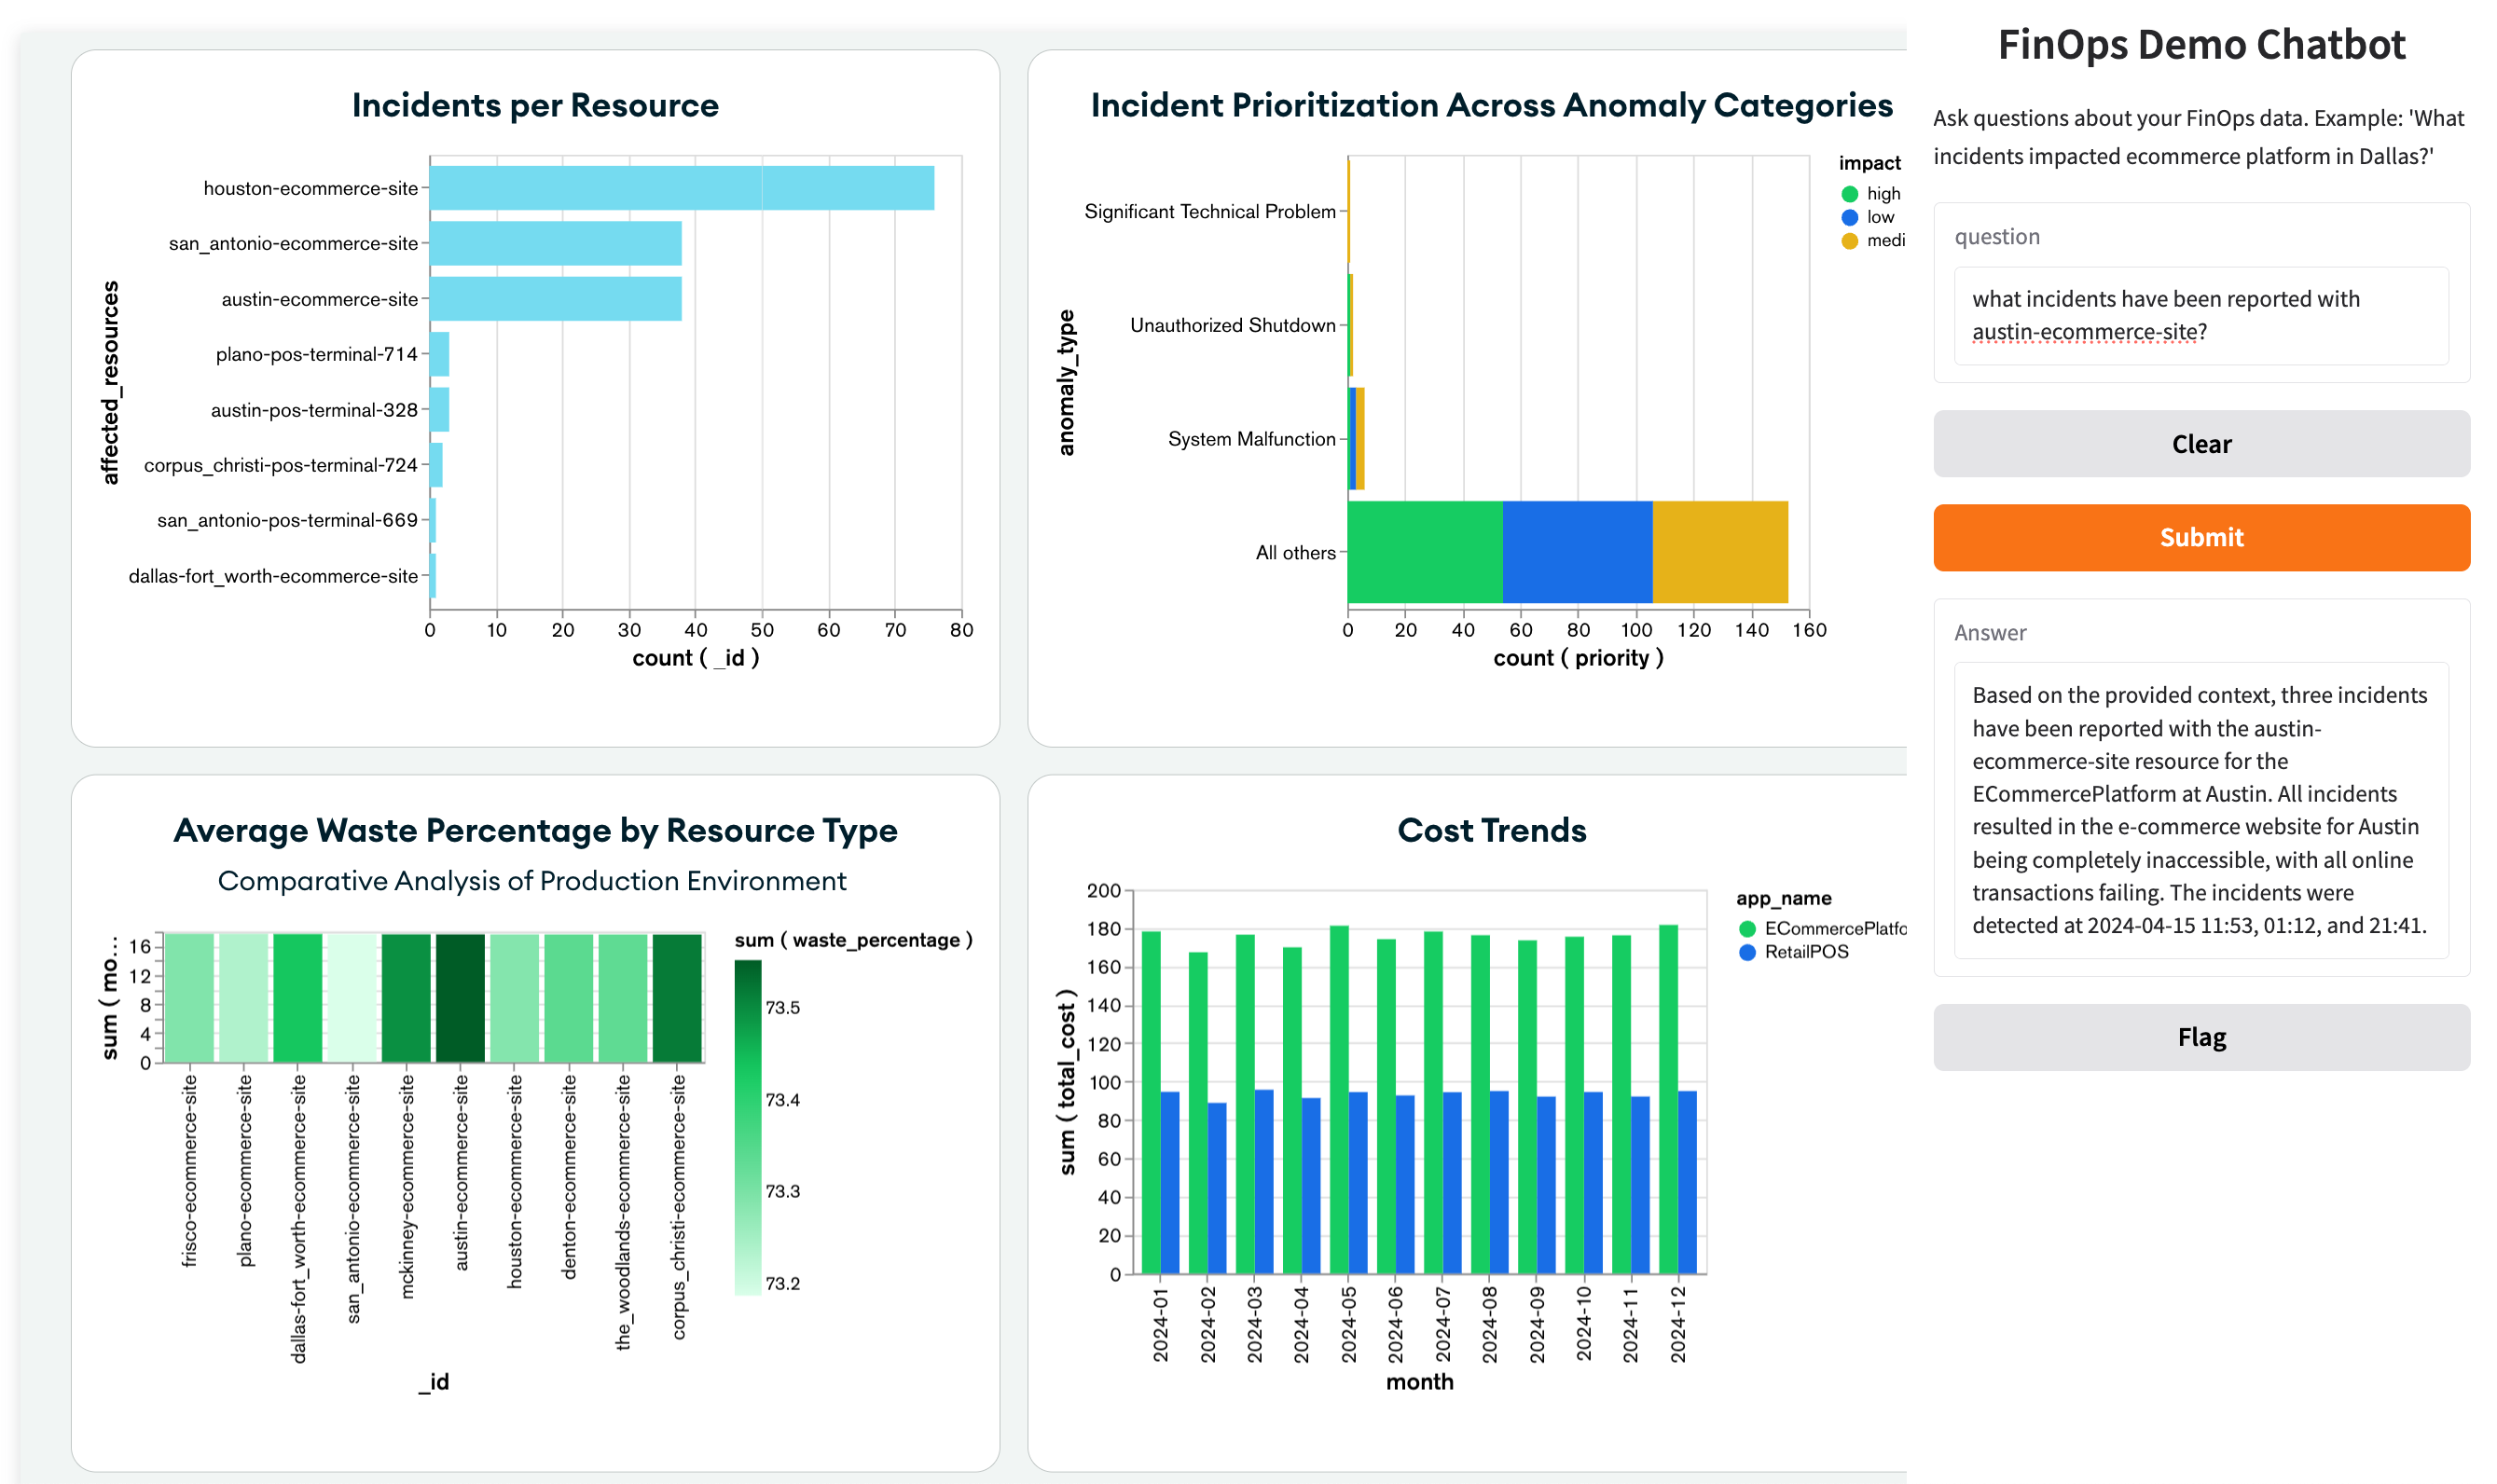 Incidents per Resource
affected_resources
houston-ecommerce-site
san_antonio-ecommerce-site
austin-ecommerce-site
plano-pos-terminal-714
austin-pos-terminal-328
corpus_christi-pos-terminal-724
san_antonio-pos-terminal-669
dallas-fort_worth-ecommerce-site
0 10 20 30 40 50 60 70 80
count ( _id )
Incident Prioritization Across Anomaly Categories
anomaly_type
Significant Technical Problem
Unauthorized Shutdown
System Malfunction
All others
0 20 40 60 80 100 120 140 160
count ( priority )
impact
high
low
medi
Average Waste Percentage by Resource Type
Comparative Analysis of Production Environment
sum ( mo...
16
12
8
4
0
frisco-ecommerce-site
plano-ecommerce-site
dallas-fort_worth-ecommerce-site
san_antonio-ecommerce-site
mckinney-ecommerce-site
austin-ecommerce-site
houston-ecommerce-site
denton-ecommerce-site
the_woodlands-ecommerce-site
corpus_christi-ecommerce-site
_id
sum ( waste_percentage )
73.5
73.4
73.3
73.2
Cost Trends
sum ( total_cost )
200
180
160
140
120
100
80
60
40
20
0
2024-01
2024-02
2024-03
2024-04
2024-05
2024-06
2024-07
2024-08
2024-09
2024-10
2024-11
2024-12
month
app_name
ECommercePlatfo
RetailPOS
FinOps Demo Chatbot
Ask questions about your FinOps data. Example: 'What
incidents impacted ecommerce platform in Dallas?'
question
what incidents have been reported with
austin-ecommerce-site?
Clear
Submit
Answer
Based on the provided context, three incidents
have been reported with the austin-
ecommerce-site resource for the
ECommercePlatform at Austin. All incidents
resulted in the e-commerce website for Austin
being completely inaccessible, with all online
transactions failing. The incidents were
detected at 2024-04-15 11:53, 01:12, and 21:41.
Flag